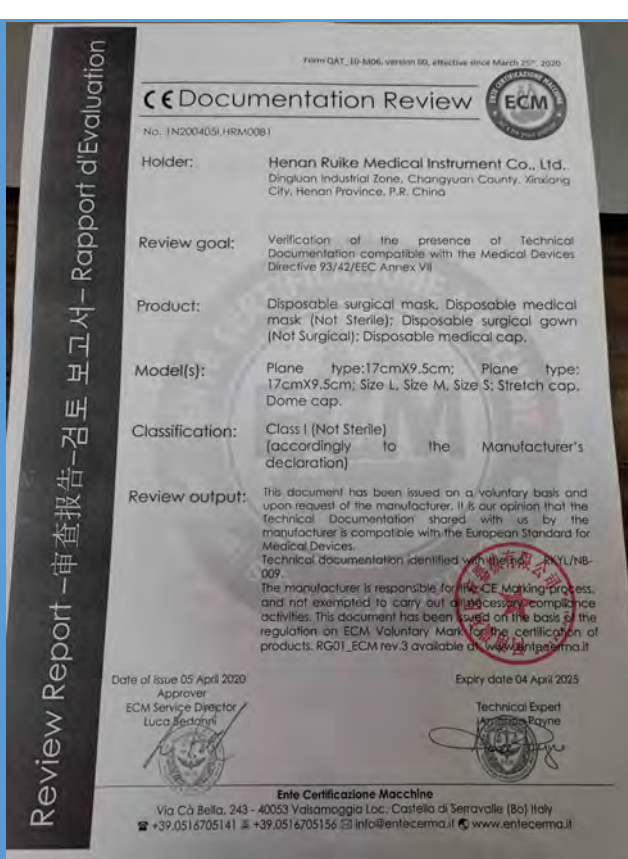 Form QAT_10-M06, version 00, effective since March 25th, 2020
CE Documentation Review
ECM
No. 1N200405I.HRM0081
Holder: Henan Ruike Medical Instrument Co., Ltd.
Dingluan Industrial Zone, Changyuan County, Xinxiang
City, Henan Province, P.R. China
Review goal: Verification of the presence of Technical
Documentation compatible with the Medical Devices
Directive 93/42/EEC Annex VII
Product: Disposable surgical mask, Disposable medical
mask (Not Sterile); Disposable surgical gown
(Not Surgical); Disposable medical cap.
Model(s): Plane type:17cmX9.5cm; Plane type:
17cmX9.5cm; Size L, Size M, Size S; Stretch cap,
Dome cap.
Classification: Class I (Not Sterile)
(accordingly to the Manufacturer's
declaration)
Review output: This document has been issued on a voluntary basis and
upon request of the manufacturer. It is our opinion that the
Technical Documentation shared with us by the
manufacturer is compatible with the European Standard for
Medical Devices.
Technical documentation identified with the no. RKYL/NB-
009.
The manufacturer is responsible for the CE Marking process,
and not exempted to carry out all necessary compliance
activities. This document has been issued on the basis of the
regulation on ECM Voluntary Mark for the certification of
products. RG01_ECM rev.3 available at: www.entecerma.it
Date of issue 05 April 2020
Approver
ECM Service Director
Luca Bedonni
Expiry date 04 April 2025
Technical Expert
Amanda Payne
Ente Certificazione Macchine
Via Cà Bella, 243 - 40053 Valsamoggia Loc. Castello di Serravalle (Bo) Italy
+39.0516705141 +39.0516705156 info@entecerma.it www.entecerma.it
Review Report – 审查报告–검토 보고서– Rapport d'Evaluation